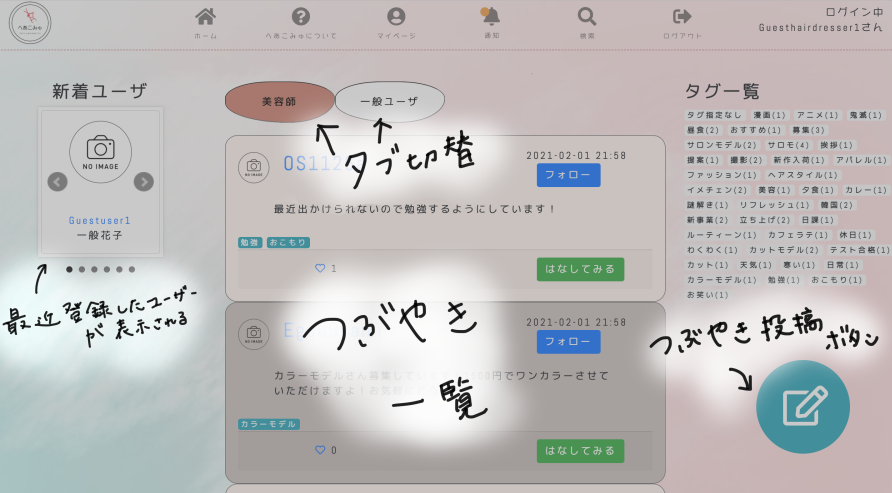 へあこみゅ
ホーム
へあこみゅについて
マイページ
通知
検索
ログアウト
ログイン中
Guesthairdresser1さん
新着ユーザ
NO IMAGE
Guestuser1
一般花子
最近登録したユーザー
が表示される
美容師
一般ユーザ
タブ切替
NO IMAGE
OS112
2021-02-01 21:58
フォロー
最近出かけられないので勉強するようにしています！
勉強 おこもり
1
はなしてみる
つぶやき
一覧
NO IMAGE
2021-02-01 21:58
フォロー
カラーモデルさん募集して 00円でワンカラーさせて
いただけますよ！お気軽
カラーモデル
0
はなしてみる
タグ一覧
タグ指定なし 漫画(1) アニメ(1) 鬼滅(1)
昼食(2) おすすめ(1) 募集(3)
サロンモデル(2) サロモ(4) 挨拶(1)
提案(1) 撮影(2) 新作入荷(1) アパレル(1)
ファッション(1) ヘアスタイル(1)
イメチェン(2) 美容(1) 夕食(1) カレー(1)
謎解き(1) リフレッシュ(1) 韓国(2)
新事業(2) 立ち上げ(2) 日課(1)
ルーティーン(1) カフェラテ(1) 休日(1)
わくわく(1) カットモデル(2) テスト合格(1)
カット(1) 天気(1) 寒い(1) 日常(1)
カラーモデル(1) 勉強(1) おこもり(1)
お笑い(1)
つぶやき投稿
ボタン